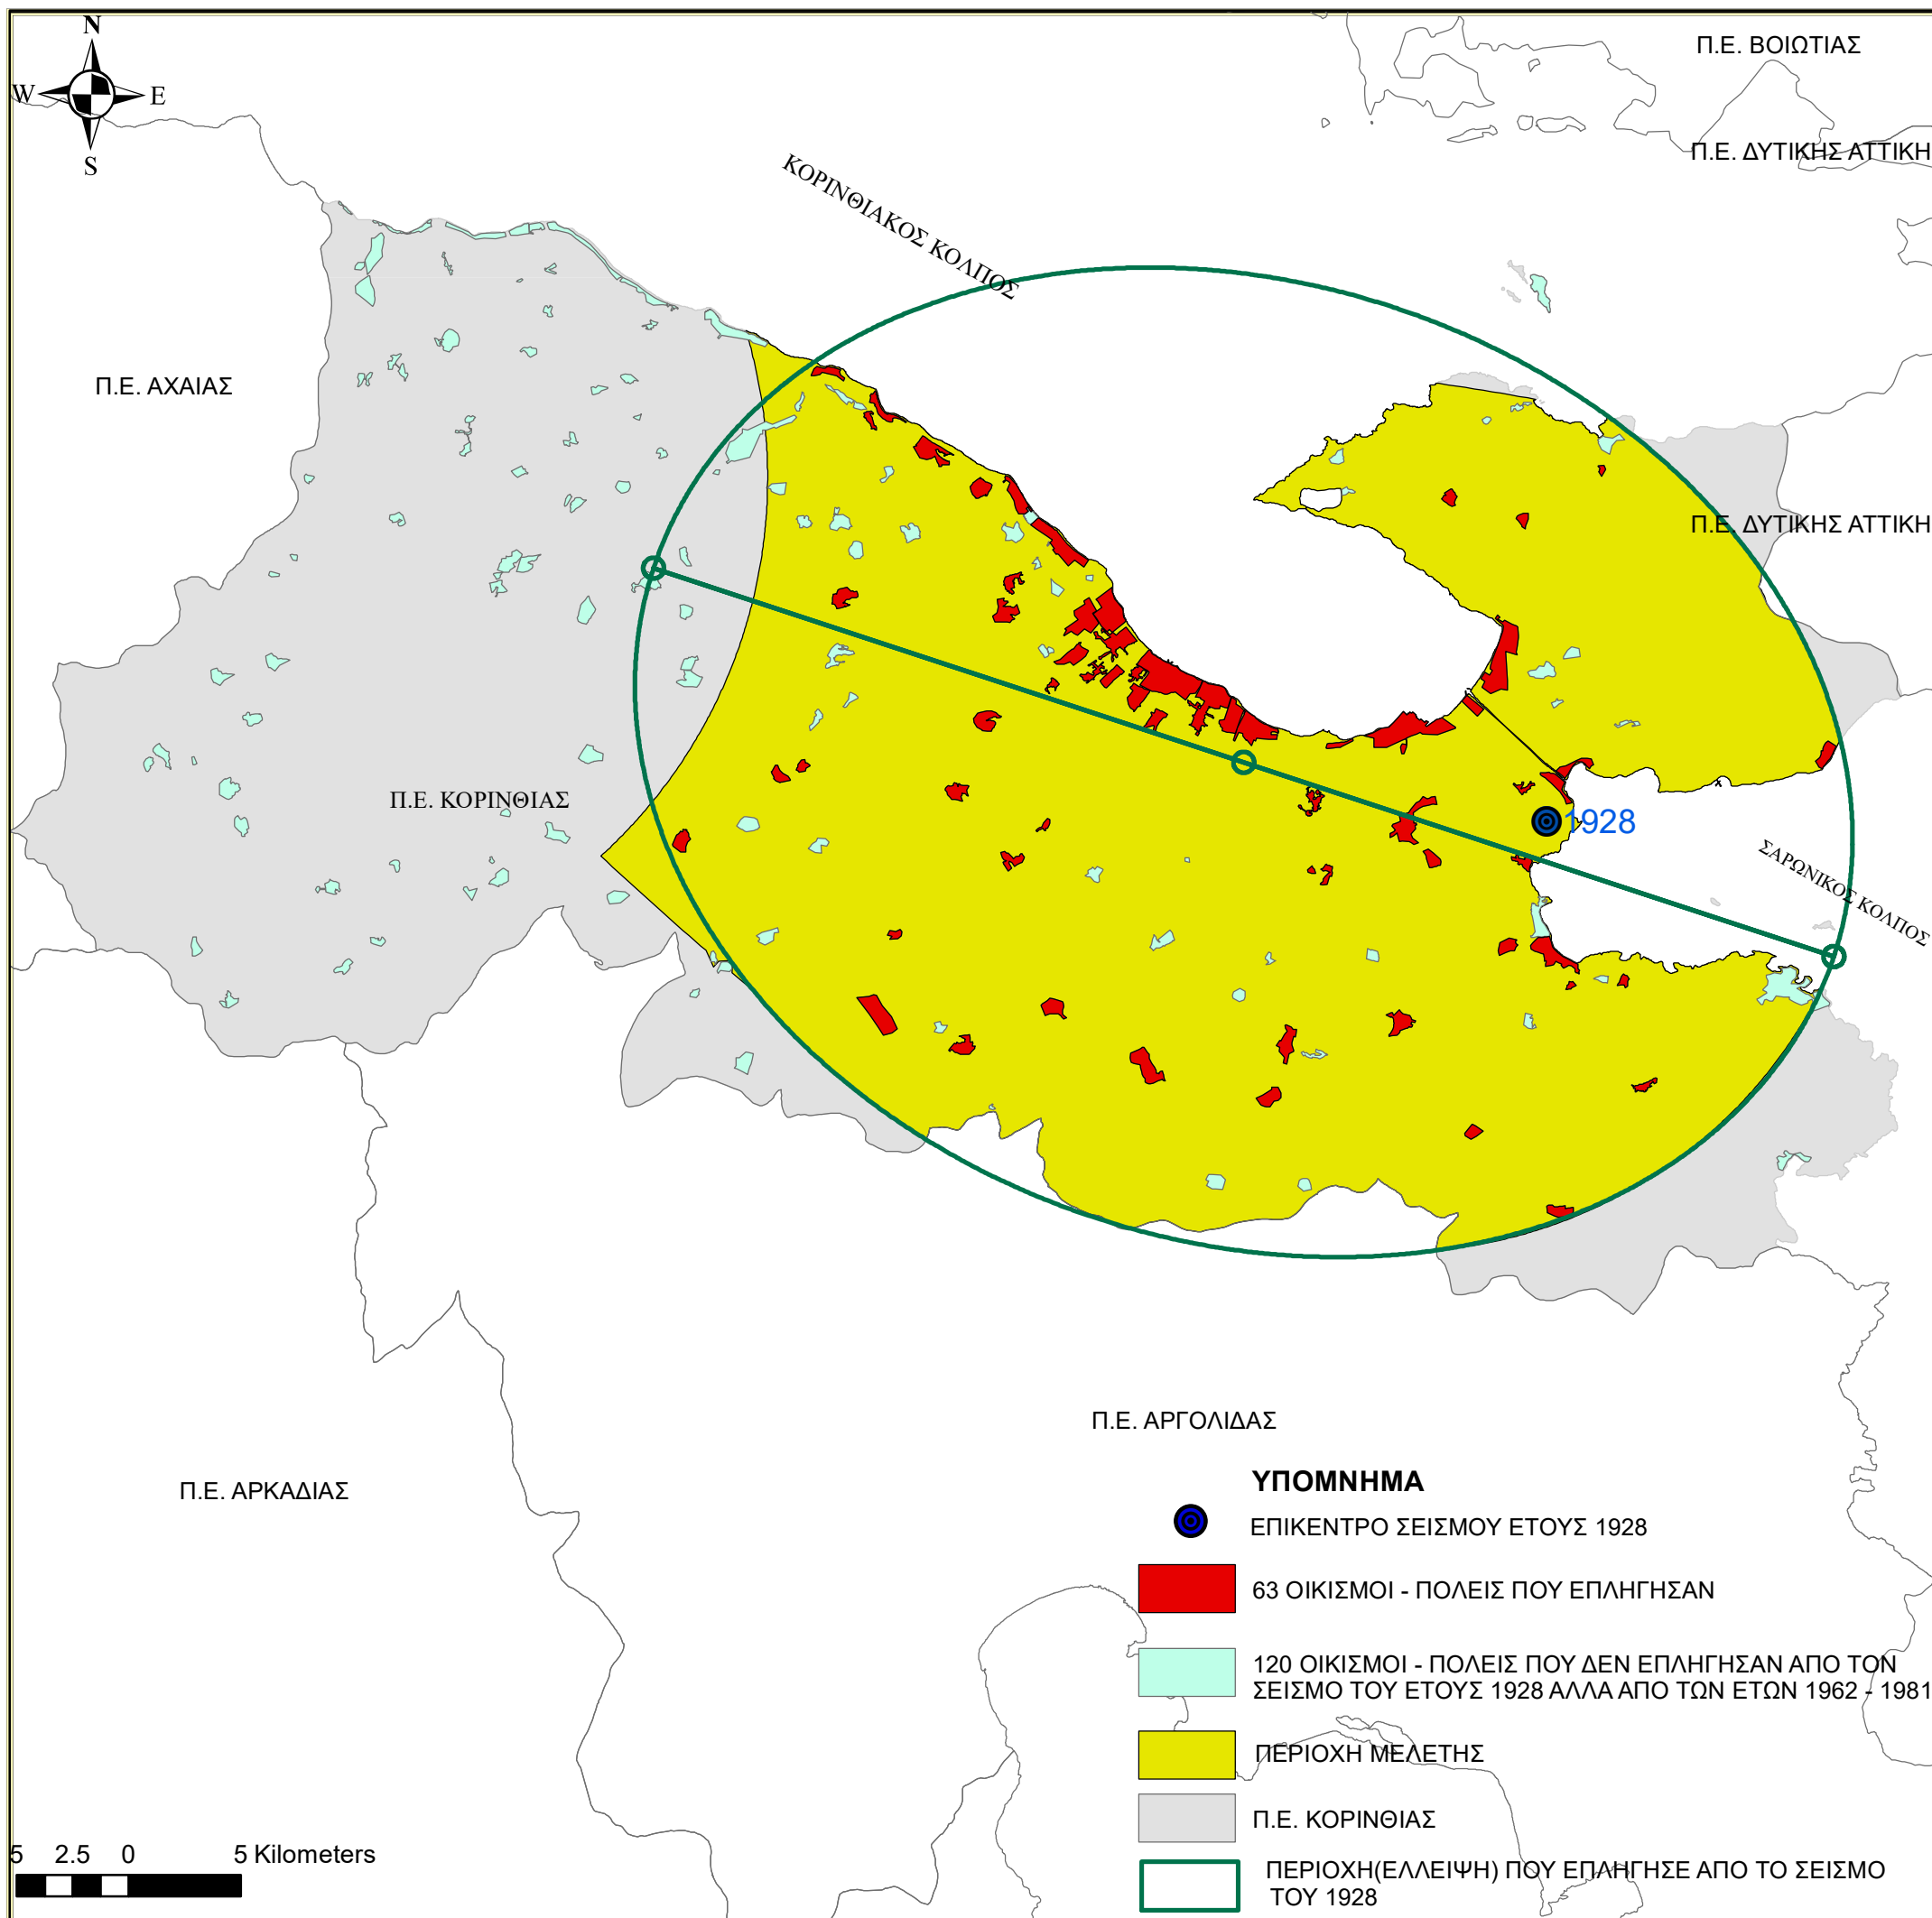 N
W E
S
Π.Ε. ΒΟΙΩΤΙΑΣ
Π.Ε. ΔΥΤΙΚΗΣ ΑΤΤΙΚΗ
ΚΟΡΙΝΘΙΑΚΟΣ ΚΟΛΠΟΣ
Π.Ε. ΑΧΑΙΑΣ
Π.Ε. ΔΥΤΙΚΗΣ ΑΤΤΙΚΗ
Π.Ε. ΚΟΡΙΝΘΙΑΣ
1928
ΣΑΡΩΝΙΚΟΣ ΚΟΛΠΟΣ
Π.Ε. ΑΡΓΟΛΙΔΑΣ
Π.Ε. ΑΡΚΑΔΙΑΣ
ΥΠΟΜΝΗΜΑ
ΕΠΙΚΕΝΤΡΟ ΣΕΙΣΜΟΥ ΕΤΟΥΣ 1928
63 ΟΙΚΙΣΜΟΙ - ΠΟΛΕΙΣ ΠΟΥ ΕΠΛΗΓΗΣΑΝ
120 ΟΙΚΙΣΜΟΙ - ΠΟΛΕΙΣ ΠΟΥ ΔΕΝ ΕΠΛΗΓΗΣΑΝ ΑΠΟ ΤΟΝ
ΣΕΙΣΜΟ ΤΟΥ ΕΤΟΥΣ 1928 ΑΛΛΑ ΑΠΟ ΤΩΝ ΕΤΩΝ 1962 - 1981
ΠΕΡΙΟΧΗ ΜΕΛΕΤΗΣ
Π.Ε. ΚΟΡΙΝΘΙΑΣ
ΠΕΡΙΟΧΗ(ΕΛΛΕΙΨΗ) ΠΟΥ ΕΠΛΗΓΗΣΕ ΑΠΟ ΤΟ ΣΕΙΣΜΟ
ΤΟΥ 1928
5 2.5 0 5 Kilometers